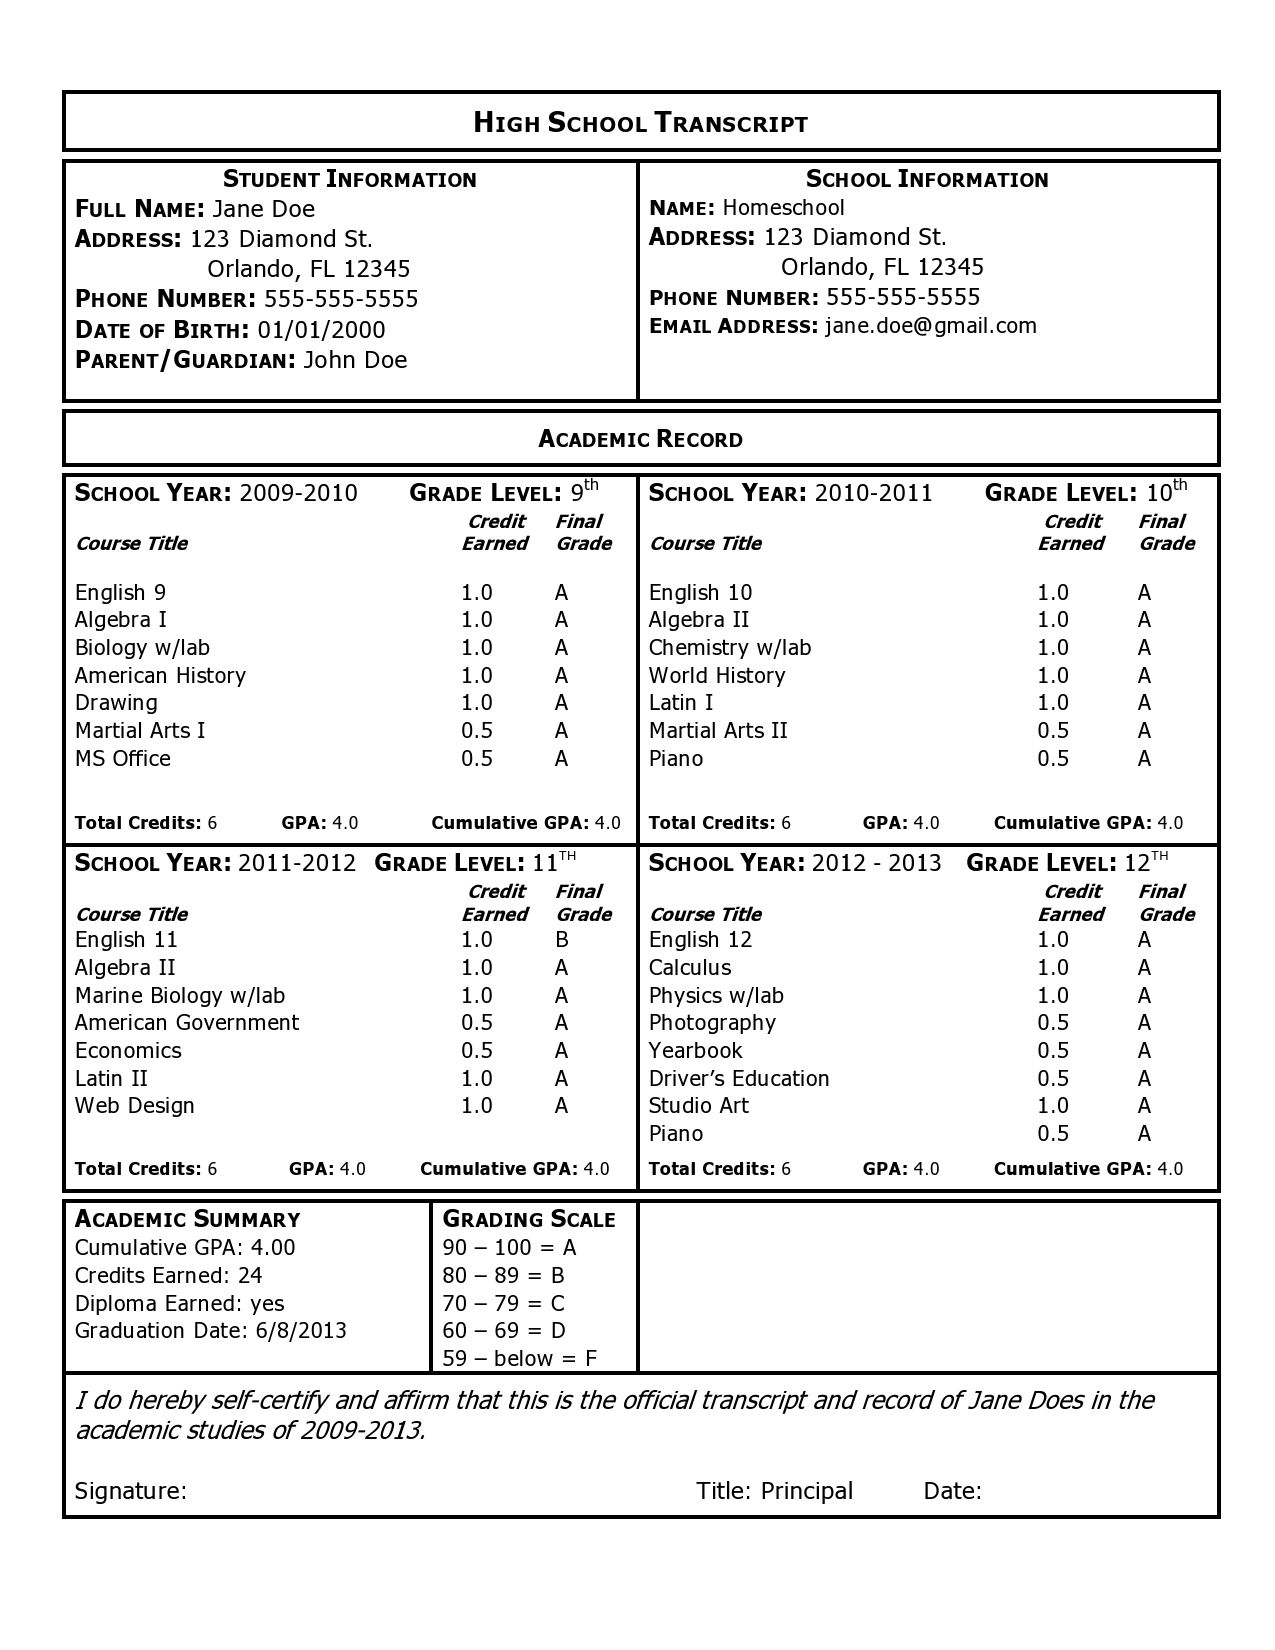 HIGH SCHOOL TRANSCRIPT
STUDENT INFORMATION
FULL NAME: Jane Doe
ADDRESS: 123 Diamond St.
Orlando, FL 12345
PHONE NUMBER: 555-555-5555
DATE OF BIRTH: 01/01/2000
PARENT/GUARDIAN: John Doe
SCHOOL INFORMATION
NAME: Homeschool
ADDRESS: 123 Diamond St.
Orlando, FL 12345
PHONE NUMBER: 555-555-5555
EMAIL ADDRESS: jane.doe@gmail.com
ACADEMIC RECORD
SCHOOL YEAR: 2009-2010 GRADE LEVEL: 9th
Credit Final
Course Title Earned Grade
English 9 1.0 A
Algebra I 1.0 A
Biology w/lab 1.0 A
American History 1.0 A
Drawing 1.0 A
Martial Arts I 0.5 A
MS Office 0.5 A
Total Credits: 6 GPA: 4.0 Cumulative GPA: 4.0
SCHOOL YEAR: 2010-2011 GRADE LEVEL: 10th
Credit Final
Course Title Earned Grade
English 10 1.0 A
Algebra II 1.0 A
Chemistry w/lab 1.0 A
World History 1.0 A
Latin I 1.0 A
Martial Arts II 0.5 A
Piano 0.5 A
Total Credits: 6 GPA: 4.0 Cumulative GPA: 4.0
SCHOOL YEAR: 2011-2012 GRADE LEVEL: 11TH
Credit Final
Course Title Earned Grade
English 11 1.0 B
Algebra II 1.0 A
Marine Biology w/lab 1.0 A
American Government 0.5 A
Economics 0.5 A
Latin II 1.0 A
Web Design 1.0 A
Total Credits: 6 GPA: 4.0 Cumulative GPA: 4.0
SCHOOL YEAR: 2012 - 2013 GRADE LEVEL: 12TH
Credit Final
Course Title Earned Grade
English 12 1.0 A
Calculus 1.0 A
Physics w/lab 1.0 A
Photography 0.5 A
Yearbook 0.5 A
Driver’s Education 0.5 A
Studio Art 1.0 A
Piano 0.5 A
Total Credits: 6 GPA: 4.0 Cumulative GPA: 4.0
ACADEMIC SUMMARY
Cumulative GPA: 4.00
Credits Earned: 24
Diploma Earned: yes
Graduation Date: 6/8/2013
GRADING SCALE
90 – 100 = A
80 – 89 = B
70 – 79 = C
60 – 69 = D
59 – below = F
I do hereby self-certify and affirm that this is the official transcript and record of Jane Does in the
academic studies of 2009-2013.
Signature: Title: Principal Date: